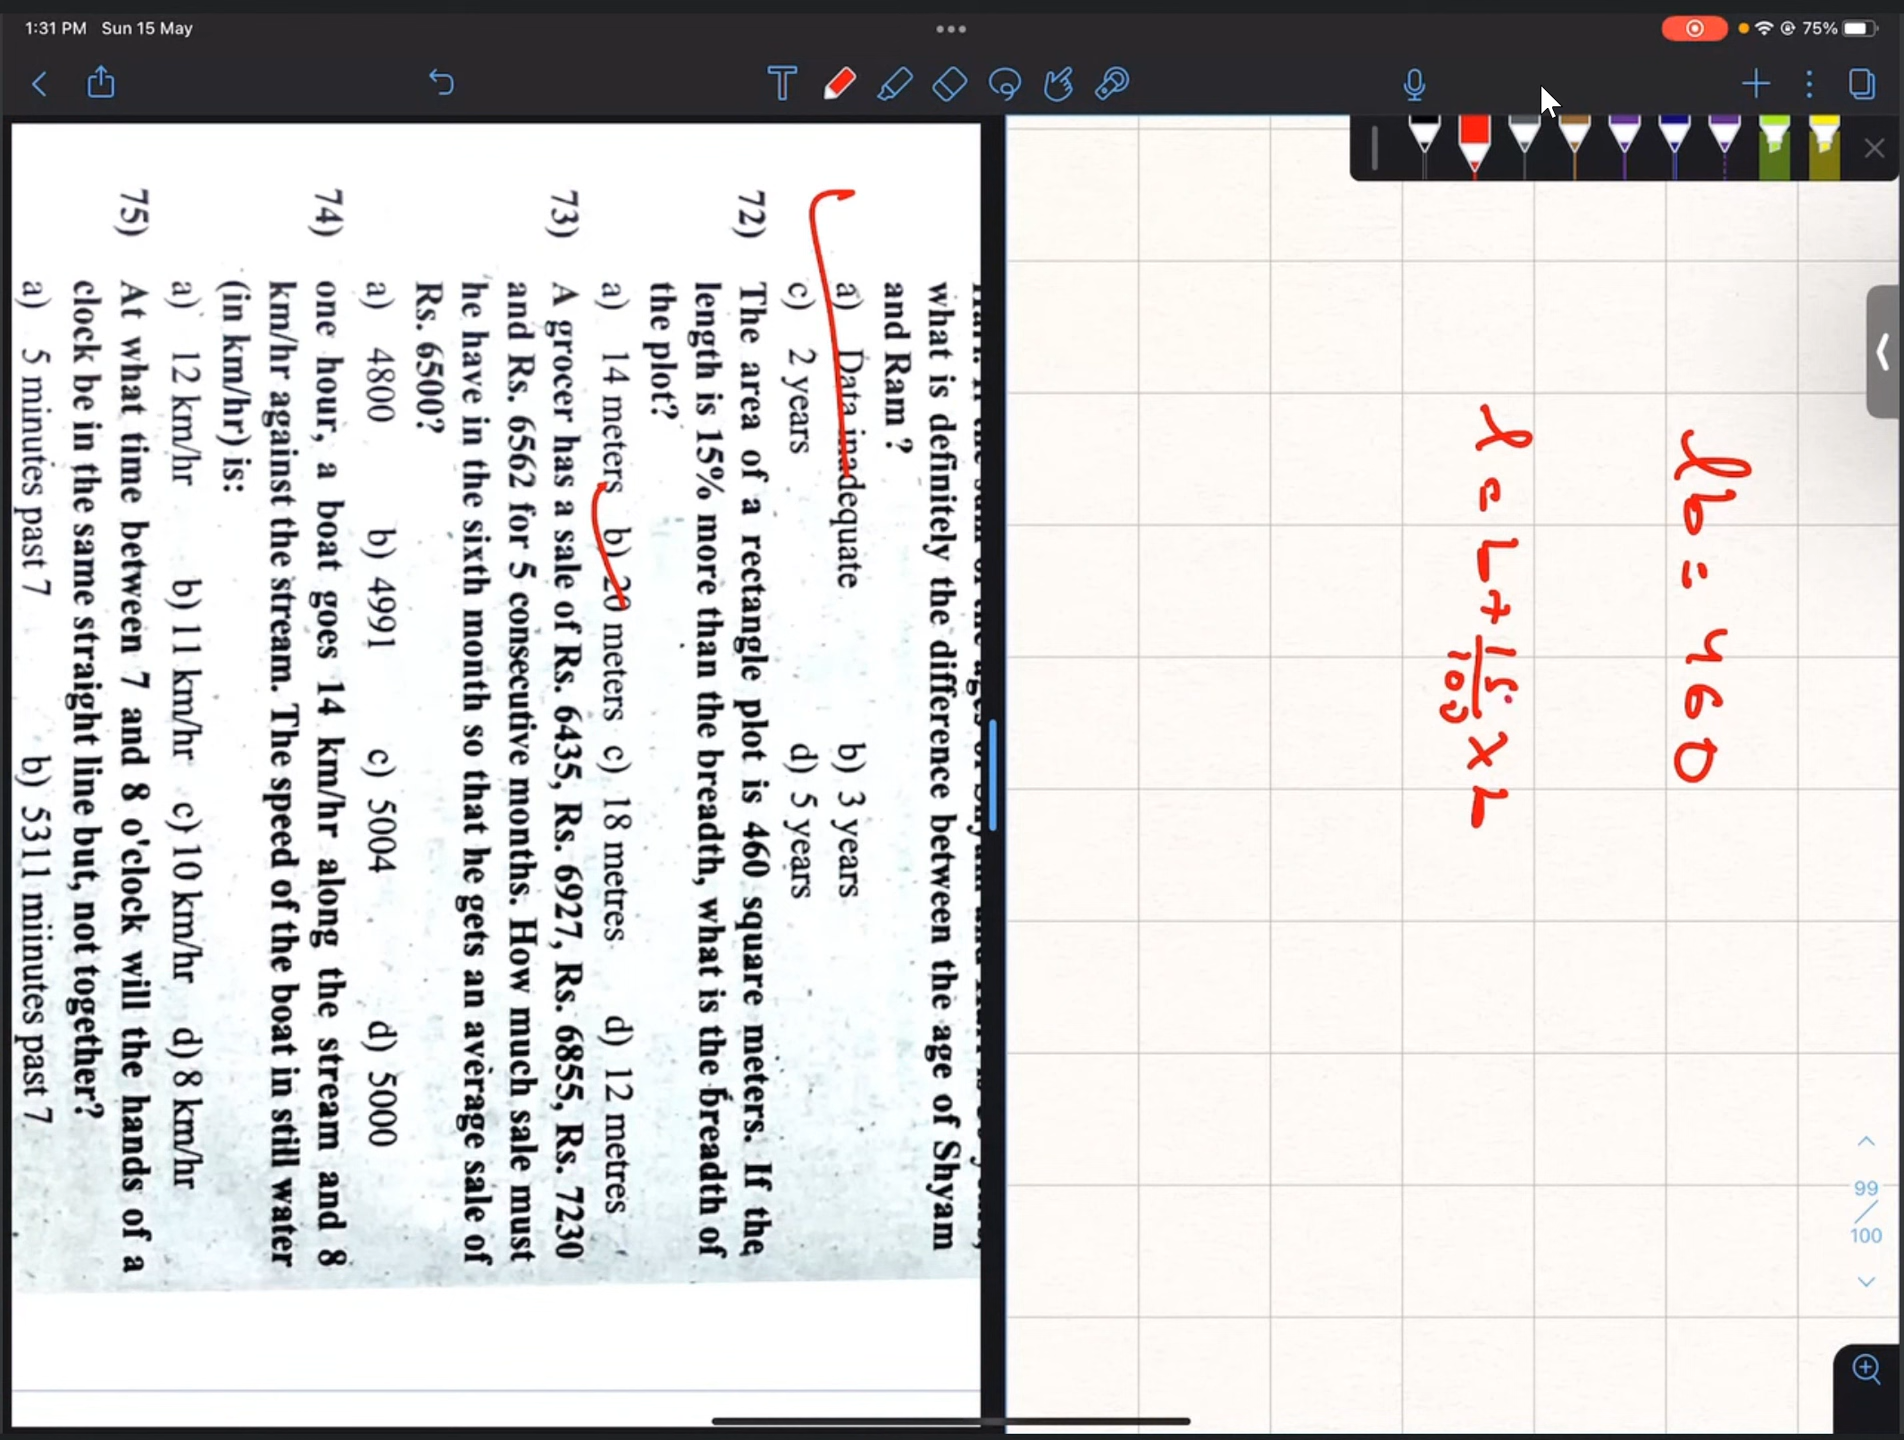 1:31 PM Sun 15 May
75%
what is definitely the difference between the age of Shyam
and Ram ?
a) Data inadequate b) 3 years
c) 2 years d) 5 years
72) The area of a rectangle plot is 460 square meters. If the
length is 15% more than the breadth, what is the breadth of
the plot?
a) 14 meters b) 20 meters c) 18 metres d) 12 metres
73) A grocer has a sale of Rs. 6435, Rs. 6927, Rs. 6855, Rs. 7230
and Rs. 6562 for 5 consecutive months. How much sale must
he have in the sixth month so that he gets an average sale of
Rs. 6500?
a) 4800 b) 4991 c) 5004 d) 5000
74) one hour, a boat goes 14 km/hr along the stream and 8
km/hr against the stream. The speed of the boat in still water
(in km/hr) is:
a) 12 km/hr b) 11 km/hr c) 10 km/hr d) 8 km/hr
75) At what time between 7 and 8 o'clock will the hands of a
clock be in the same straight line but, not together?
a) 5 minutes past 7 b) 5311 miinutes past 7
lb = 460
l = b + 15/100 x b
99
100